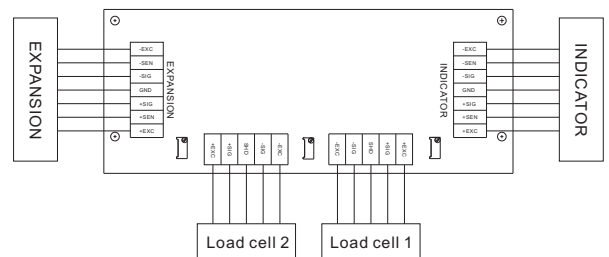 EXPANSION
-EXC
-SEN
-SIG
GND
+SIG
+SEN
+EXC
EXPANSION
INDICATOR
-EXC
-SEN
-SIG
GND
+SIG
+SEN
+EXC
INDICATOR
+EXC
+SIG
SHD
-SIG
-EXC
-EXC
-SIG
SHD
+SIG
+EXC
Load cell 2
Load cell 1